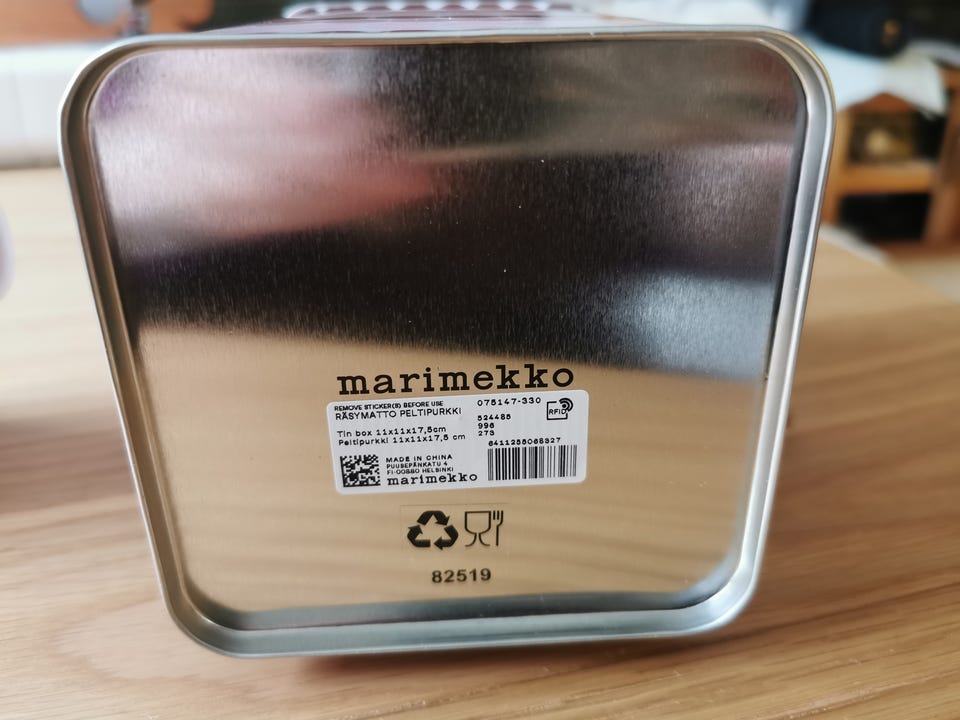 marimekko
REMOVE STICKER(S) BEFORE USE
RÄSYMATTO PELTIPURKKI
075147-330
RFID
Tin box 11x11x17,5cm
Peltipurkki 11x11x17,5 cm
524485
996
273
6411255068327
MADE IN CHINA
PUUSEPÄNKATU 4
FI-00880 HELSINKI
marimekko
82519